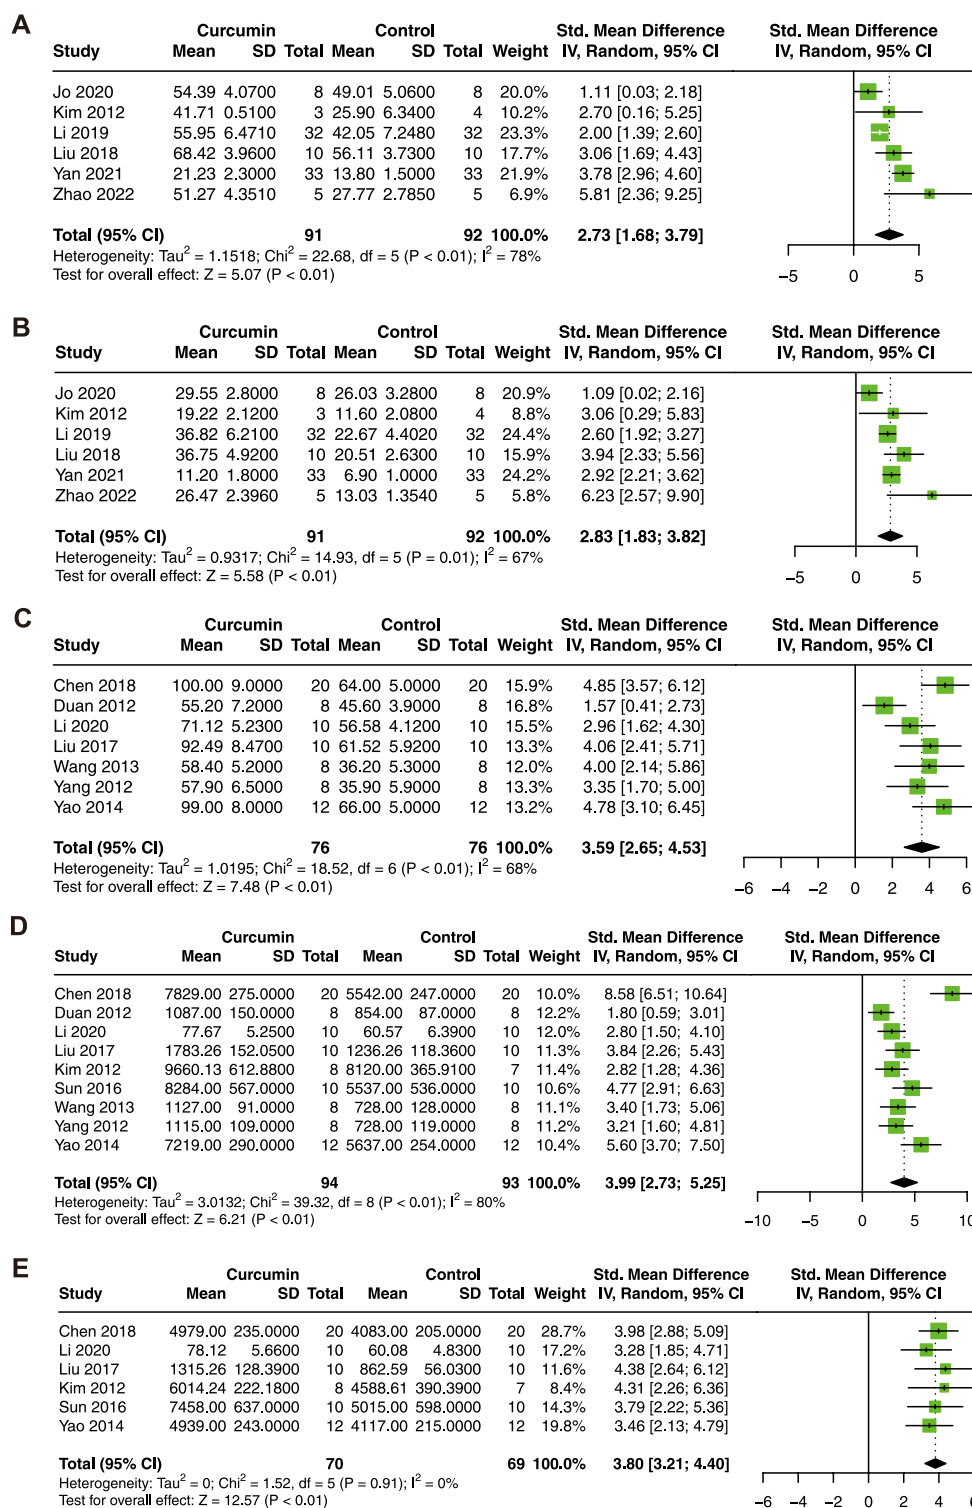 A
Curcumin Control Std. Mean Difference Std. Mean Difference
Study Mean SD Total Mean SD Total Weight IV, Random, 95% CI IV, Random, 95% CI
Jo 2020 54.39 4.0700 8 49.01 5.0600 8 20.0% 1.11 [0.03; 2.18]
Kim 2012 41.71 0.5100 3 25.90 6.3400 4 10.2% 2.70 [0.16; 5.25]
Li 2019 55.95 6.4710 32 42.05 7.2480 32 23.3% 2.00 [1.39; 2.60]
Liu 2018 68.42 3.9600 10 56.11 3.7300 10 17.7% 3.06 [1.69; 4.43]
Yan 2021 21.23 2.3000 33 13.80 1.5000 33 21.9% 3.78 [2.96; 4.60]
Zhao 2022 51.27 4.3510 5 27.77 2.7850 5 6.9% 5.81 [2.36; 9.25]
Total (95% CI) 91 92 100.0% 2.73 [1.68; 3.79]
Heterogeneity: Tau² = 1.1518; Chi² = 22.68, df = 5 (P < 0.01); I² = 78%
Test for overall effect: Z = 5.07 (P < 0.01)
−5 0 5
B
Curcumin Control Std. Mean Difference Std. Mean Difference
Study Mean SD Total Mean SD Total Weight IV, Random, 95% CI IV, Random, 95% CI
Jo 2020 29.55 2.8000 8 26.03 3.2800 8 20.9% 1.09 [0.02; 2.16]
Kim 2012 19.22 2.1200 3 11.60 2.0800 4 8.8% 3.06 [0.29; 5.83]
Li 2019 36.82 6.2100 32 22.67 4.4020 32 24.4% 2.60 [1.92; 3.27]
Liu 2018 36.75 4.9200 10 20.51 2.6300 10 15.9% 3.94 [2.33; 5.56]
Yan 2021 11.20 1.8000 33 6.90 1.0000 33 24.2% 2.92 [2.21; 3.62]
Zhao 2022 26.47 2.3960 5 13.03 1.3540 5 5.8% 6.23 [2.57; 9.90]
Total (95% CI) 91 92 100.0% 2.83 [1.83; 3.82]
Heterogeneity: Tau² = 0.9317; Chi² = 14.93, df = 5 (P = 0.01); I² = 67%
Test for overall effect: Z = 5.58 (P < 0.01)
−5 0 5
C
Curcumin Control Std. Mean Difference Std. Mean Difference
Study Mean SD Total Mean SD Total Weight IV, Random, 95% CI IV, Random, 95% CI
Chen 2018 100.00 9.0000 20 64.00 5.0000 20 15.9% 4.85 [3.57; 6.12]
Duan 2012 55.20 7.2000 8 45.60 3.9000 8 16.8% 1.57 [0.41; 2.73]
Li 2020 71.12 5.2300 10 56.58 4.1200 10 15.5% 2.96 [1.62; 4.30]
Liu 2017 92.49 8.4700 10 61.52 5.9200 10 13.3% 4.06 [2.41; 5.71]
Wang 2013 58.40 5.2000 8 36.20 5.3000 8 12.0% 4.00 [2.14; 5.86]
Yang 2012 57.90 6.5000 8 35.90 5.9000 8 13.3% 3.35 [1.70; 5.00]
Yao 2014 99.00 8.0000 12 66.00 5.0000 12 13.2% 4.78 [3.10; 6.45]
Total (95% CI) 76 76 100.0% 3.59 [2.65; 4.53]
Heterogeneity: Tau² = 1.0195; Chi² = 18.52, df = 6 (P < 0.01); I² = 68%
Test for overall effect: Z = 7.48 (P < 0.01)
−6 −4 −2 0 2 4 6
D
Curcumin Control Std. Mean Difference Std. Mean Difference
Study Mean SD Total Mean SD Total Weight IV, Random, 95% CI IV, Random, 95% CI
Chen 2018 7829.00 275.0000 20 5542.00 247.0000 20 10.0% 8.58 [6.51; 10.64]
Duan 2012 1087.00 150.0000 8 854.00 87.0000 8 12.2% 1.80 [0.59; 3.01]
Li 2020 77.67 5.2500 10 60.57 6.3900 10 12.0% 2.80 [1.50; 4.10]
Liu 2017 1783.26 152.0500 10 1236.26 118.3600 10 11.3% 3.84 [2.26; 5.43]
Kim 2012 9660.13 612.8800 8 8120.00 365.9100 7 11.4% 2.82 [1.28; 4.36]
Sun 2016 8284.00 567.0000 10 5537.00 536.0000 10 10.6% 4.77 [2.91; 6.63]
Wang 2013 1127.00 91.0000 8 728.00 128.0000 8 11.1% 3.40 [1.73; 5.06]
Yang 2012 1115.00 109.0000 8 728.00 119.0000 8 11.2% 3.21 [1.60; 4.81]
Yao 2014 7219.00 290.0000 12 5637.00 254.0000 12 10.4% 5.60 [3.70; 7.50]
Total (95% CI) 94 93 100.0% 3.99 [2.73; 5.25]
Heterogeneity: Tau² = 3.0132; Chi² = 39.32, df = 8 (P < 0.01); I² = 80%
Test for overall effect: Z = 6.21 (P < 0.01)
−10 −5 0 5 10
E
Curcumin Control Std. Mean Difference Std. Mean Difference
Study Mean SD Total Mean SD Total Weight IV, Random, 95% CI IV, Random, 95% CI
Chen 2018 4979.00 235.0000 20 4083.00 205.0000 20 28.7% 3.98 [2.88; 5.09]
Li 2020 78.12 5.6600 10 60.08 4.8300 10 17.2% 3.28 [1.85; 4.71]
Liu 2017 1315.26 128.3900 10 862.59 56.0300 10 11.6% 4.38 [2.64; 6.12]
Kim 2012 6014.24 222.1800 8 4588.61 390.3900 7 8.4% 4.31 [2.26; 6.36]
Sun 2016 7458.00 637.0000 10 5015.00 598.0000 10 14.3% 3.79 [2.22; 5.36]
Yao 2014 4939.00 243.0000 12 4117.00 215.0000 12 19.8% 3.46 [2.13; 4.79]
Total (95% CI) 70 69 100.0% 3.80 [3.21; 4.40]
Heterogeneity: Tau² = 0; Chi² = 1.52, df = 5 (P = 0.91); I² = 0%
Test for overall effect: Z = 12.57 (P < 0.01)
−6 −4 −2 0 2 4 6